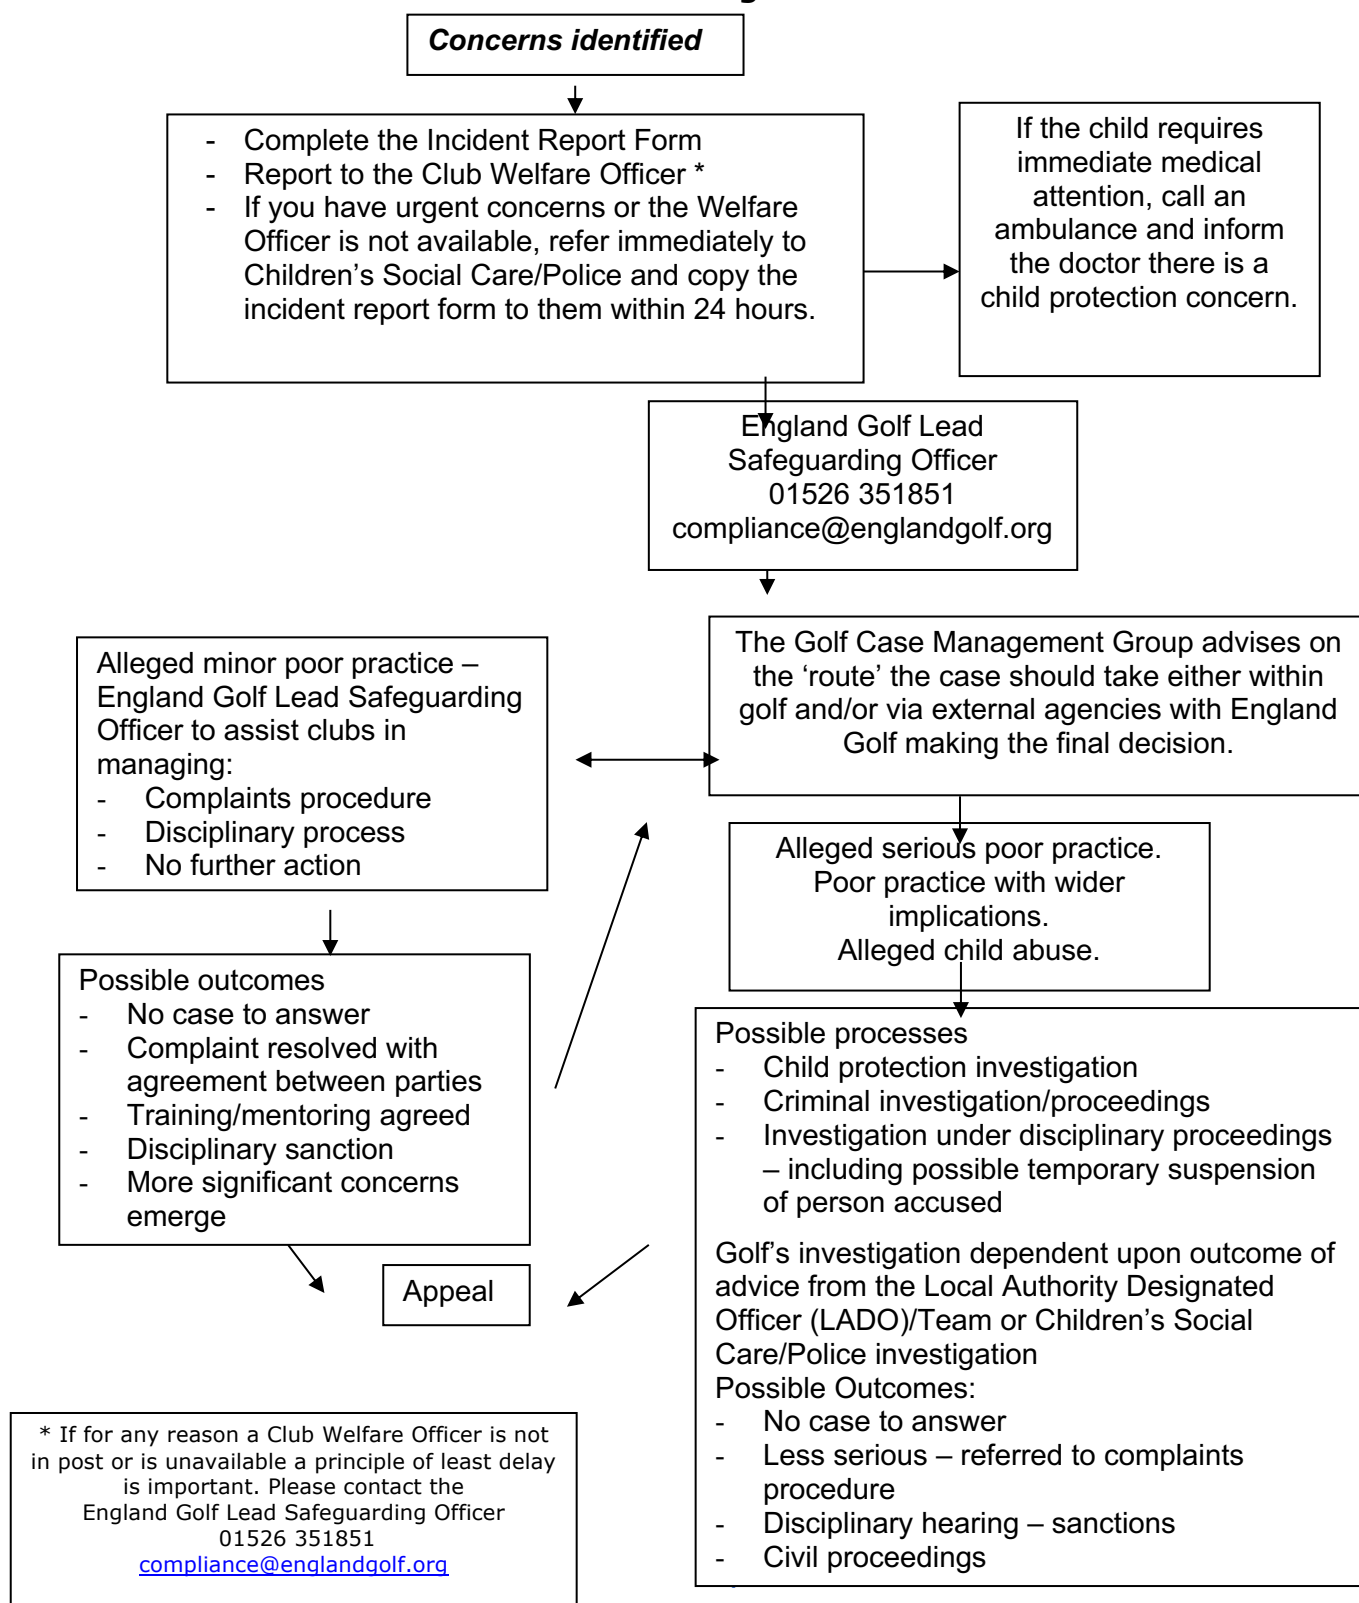 Concerns identified
- Complete the Incident Report Form
- Report to the Club Welfare Officer *
- If you have urgent concerns or the Welfare
Officer is not available, refer immediately to
Children’s Social Care/Police and copy the
incident report form to them within 24 hours.
If the child requires
immediate medical
attention, call an
ambulance and inform
the doctor there is a
child protection concern.
England Golf Lead
Safeguarding Officer
01526 351851
compliance@englandgolf.org
The Golf Case Management Group advises on
the ‘route’ the case should take either within
golf and/or via external agencies with England
Golf making the final decision.
Alleged minor poor practice –
England Golf Lead Safeguarding
Officer to assist clubs in
managing:
- Complaints procedure
- Disciplinary process
- No further action
Alleged serious poor practice.
Poor practice with wider
implications.
Alleged child abuse.
Possible outcomes
- No case to answer
- Complaint resolved with
agreement between parties
- Training/mentoring agreed
- Disciplinary sanction
- More significant concerns
emerge
Possible processes
- Child protection investigation
- Criminal investigation/proceedings
- Investigation under disciplinary proceedings
– including possible temporary suspension
of person accused
Golf’s investigation dependent upon outcome of
advice from the Local Authority Designated
Officer (LADO)/Team or Children’s Social
Care/Police investigation
Possible Outcomes:
- No case to answer
- Less serious – referred to complaints
procedure
- Disciplinary hearing – sanctions
- Civil proceedings
Appeal
* If for any reason a Club Welfare Officer is not
in post or is unavailable a principle of least delay
is important. Please contact the
England Golf Lead Safeguarding Officer
01526 351851
compliance@englandgolf.org